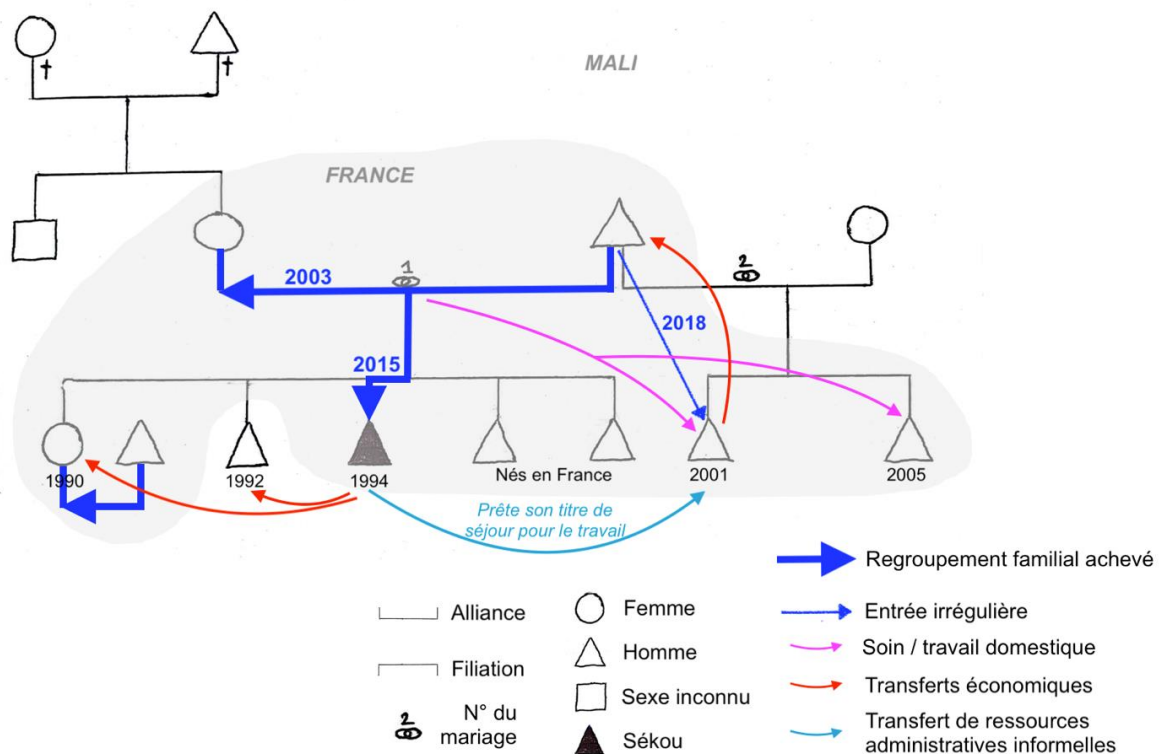 MALI
FRANCE
1
2003
2
2018
2015
1990
1992
1994
Nés en France
2001
2005
Prête son titre de
séjour pour le travail
Alliance
Filiation
2
N° du
mariage
Femme
Homme
Sexe inconnu
Sékou
Regroupement familial achevé
Entrée irrégulière
Soin / travail domestique
Transferts économiques
Transfert de ressources
administratives informelles